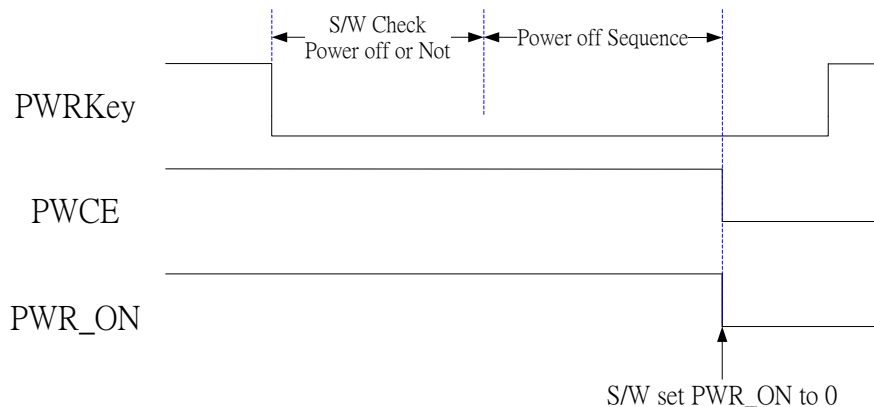 S/W Check
Power off or Not
Power off Sequence
PWRKey
PWCE
PWR_ON
S/W set PWR_ON to 0